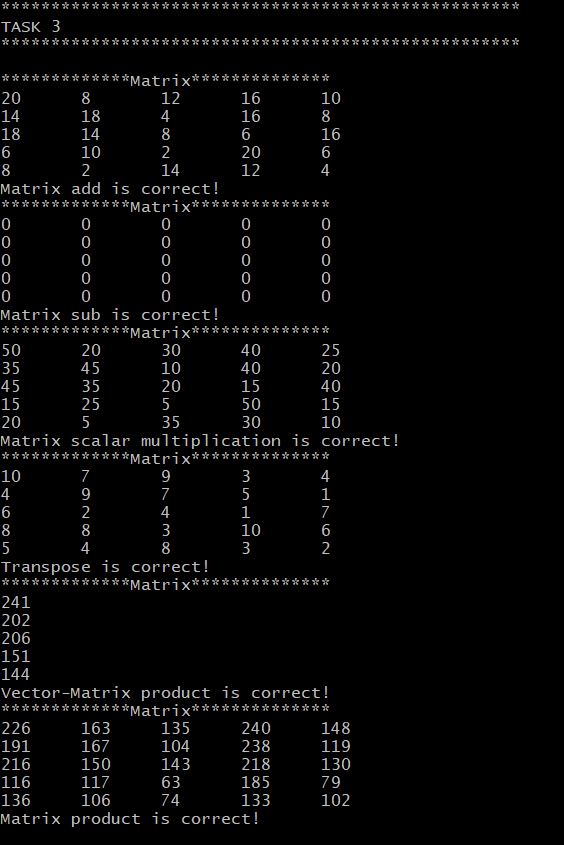 ****************************************************
TASK 3
****************************************************
*************Matrix**************
20 8 12 16 10
14 18 4 16 8
18 14 8 6 16
6 10 2 20 6
8 2 14 12 4
Matrix add is correct!
*************Matrix**************
0 0 0 0 0
0 0 0 0 0
0 0 0 0 0
0 0 0 0 0
0 0 0 0 0
Matrix sub is correct!
*************Matrix**************
50 20 30 40 25
35 45 10 40 20
45 35 20 15 40
15 25 5 50 15
20 5 35 30 10
Matrix scalar multiplication is correct!
*************Matrix**************
10 7 9 3 4
4 9 7 5 1
6 2 4 1 7
8 8 3 10 6
5 4 8 3 2
Transpose is correct!
*************Matrix**************
241
202
206
151
144
Vector-Matrix product is correct!
*************Matrix**************
226 163 135 240 148
191 167 104 238 119
216 150 143 218 130
116 117 63 185 79
136 106 74 133 102
Matrix product is correct!